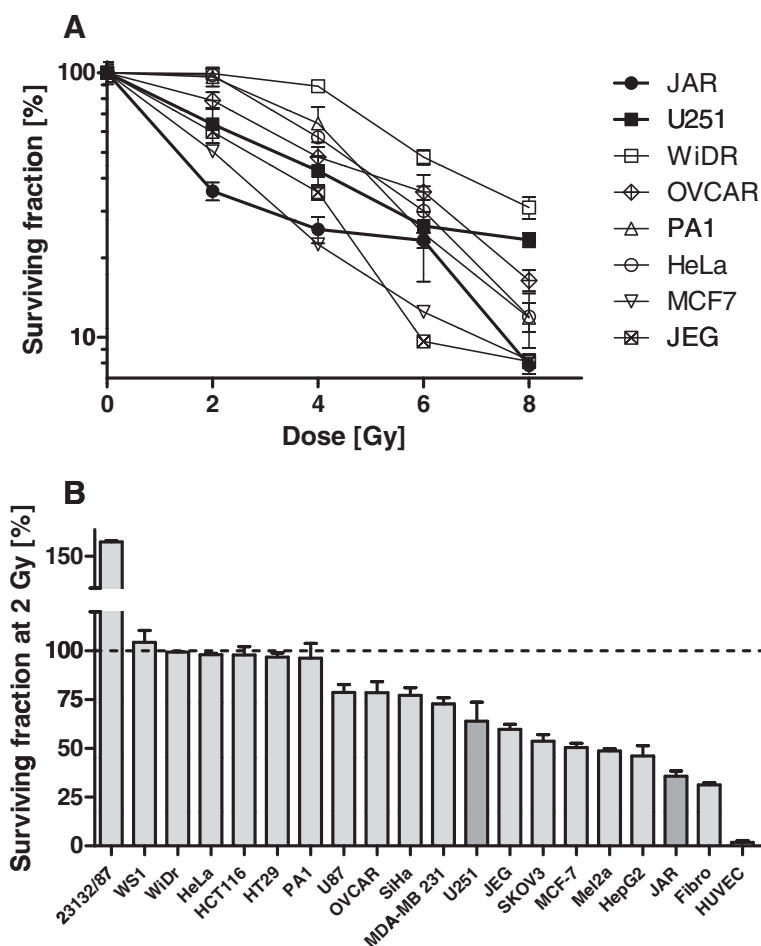 A
Surviving fraction [%]
100
10
0 2 4 6 8
Dose [Gy]
JAR
U251
WiDR
OVCAR
PA1
HeLa
MCF7
JEG
B
Surviving fraction at 2 Gy [%]
150
100
75
50
25
0
23132/87
WS1
WiDr
HeLa
HCT116
HT29
PA1
U87
OVCAR
SiHa
MDA-MB 231
U251
JEG
SKOV3
MCF-7
Mel2a
HepG2
JAR
Fibro
HUVEC